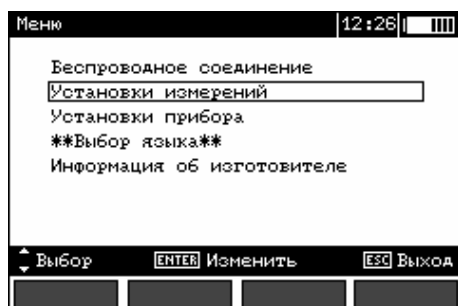 Меню 12:26
Беспроводное соединение
Установки измерений
Установки прибора
**Выбор языка**
Информация об изготовителе
Выбор ENTER Изменить ESC Выход